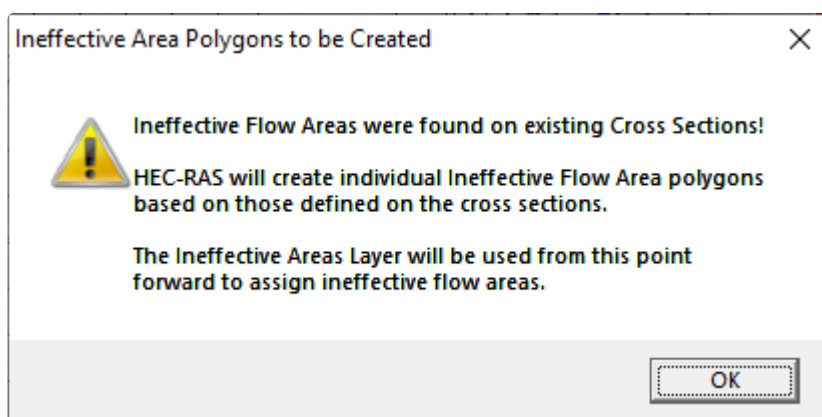 Ineffective Area Polygons to be Created
Ineffective Flow Areas were found on existing Cross Sections!
HEC-RAS will create individual Ineffective Flow Area polygons
based on those defined on the cross sections.
The Ineffective Areas Layer will be used from this point
forward to assign ineffective flow areas.
OK